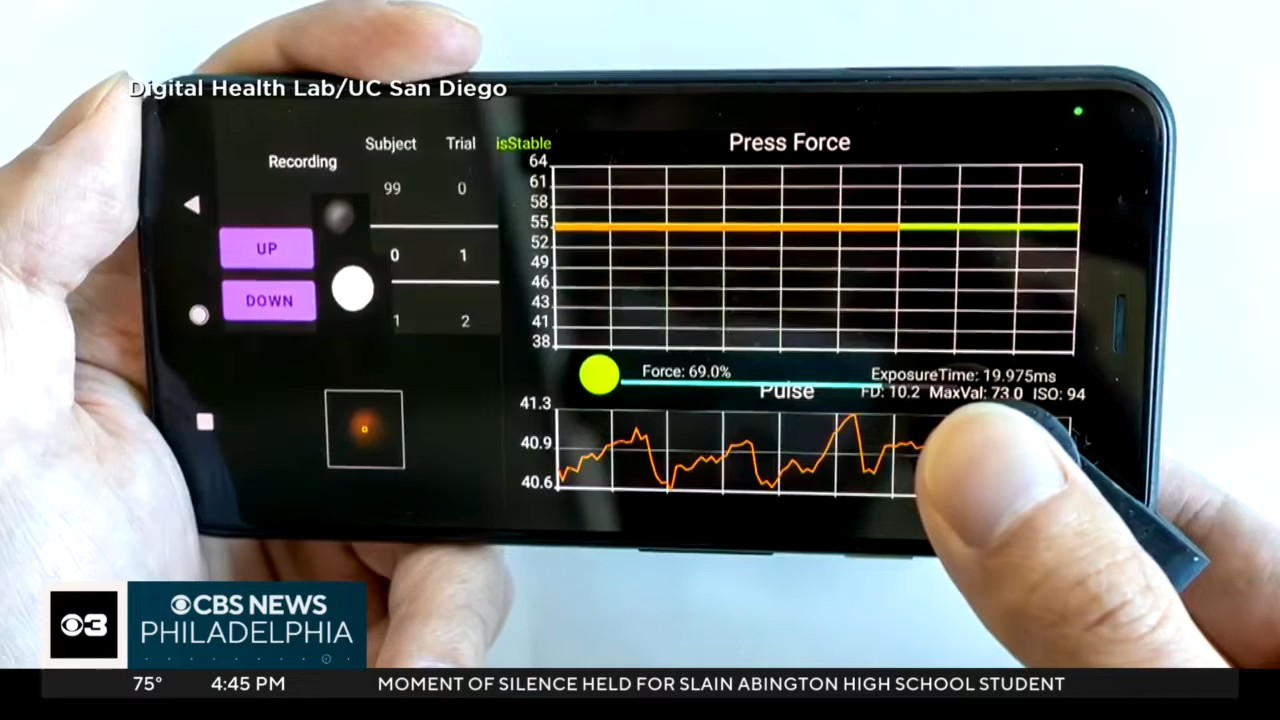 Digital Health Lab/UC San Diego
Recording
Subject Trial isStable
99 0
0 1
1 2
UP
DOWN
Press Force
64
61
58
55
52
49
46
43
41
38
Force: 69.0%
ExposureTime: 19.975ms
Pulse
FD: 10.2 MaxVal: 73.0 ISO: 94
41.3
40.9
40.6
3
CBS NEWS
PHILADELPHIA
75° 4:45 PM MOMENT OF SILENCE HELD FOR SLAIN ABINGTON HIGH SCHOOL STUDENT